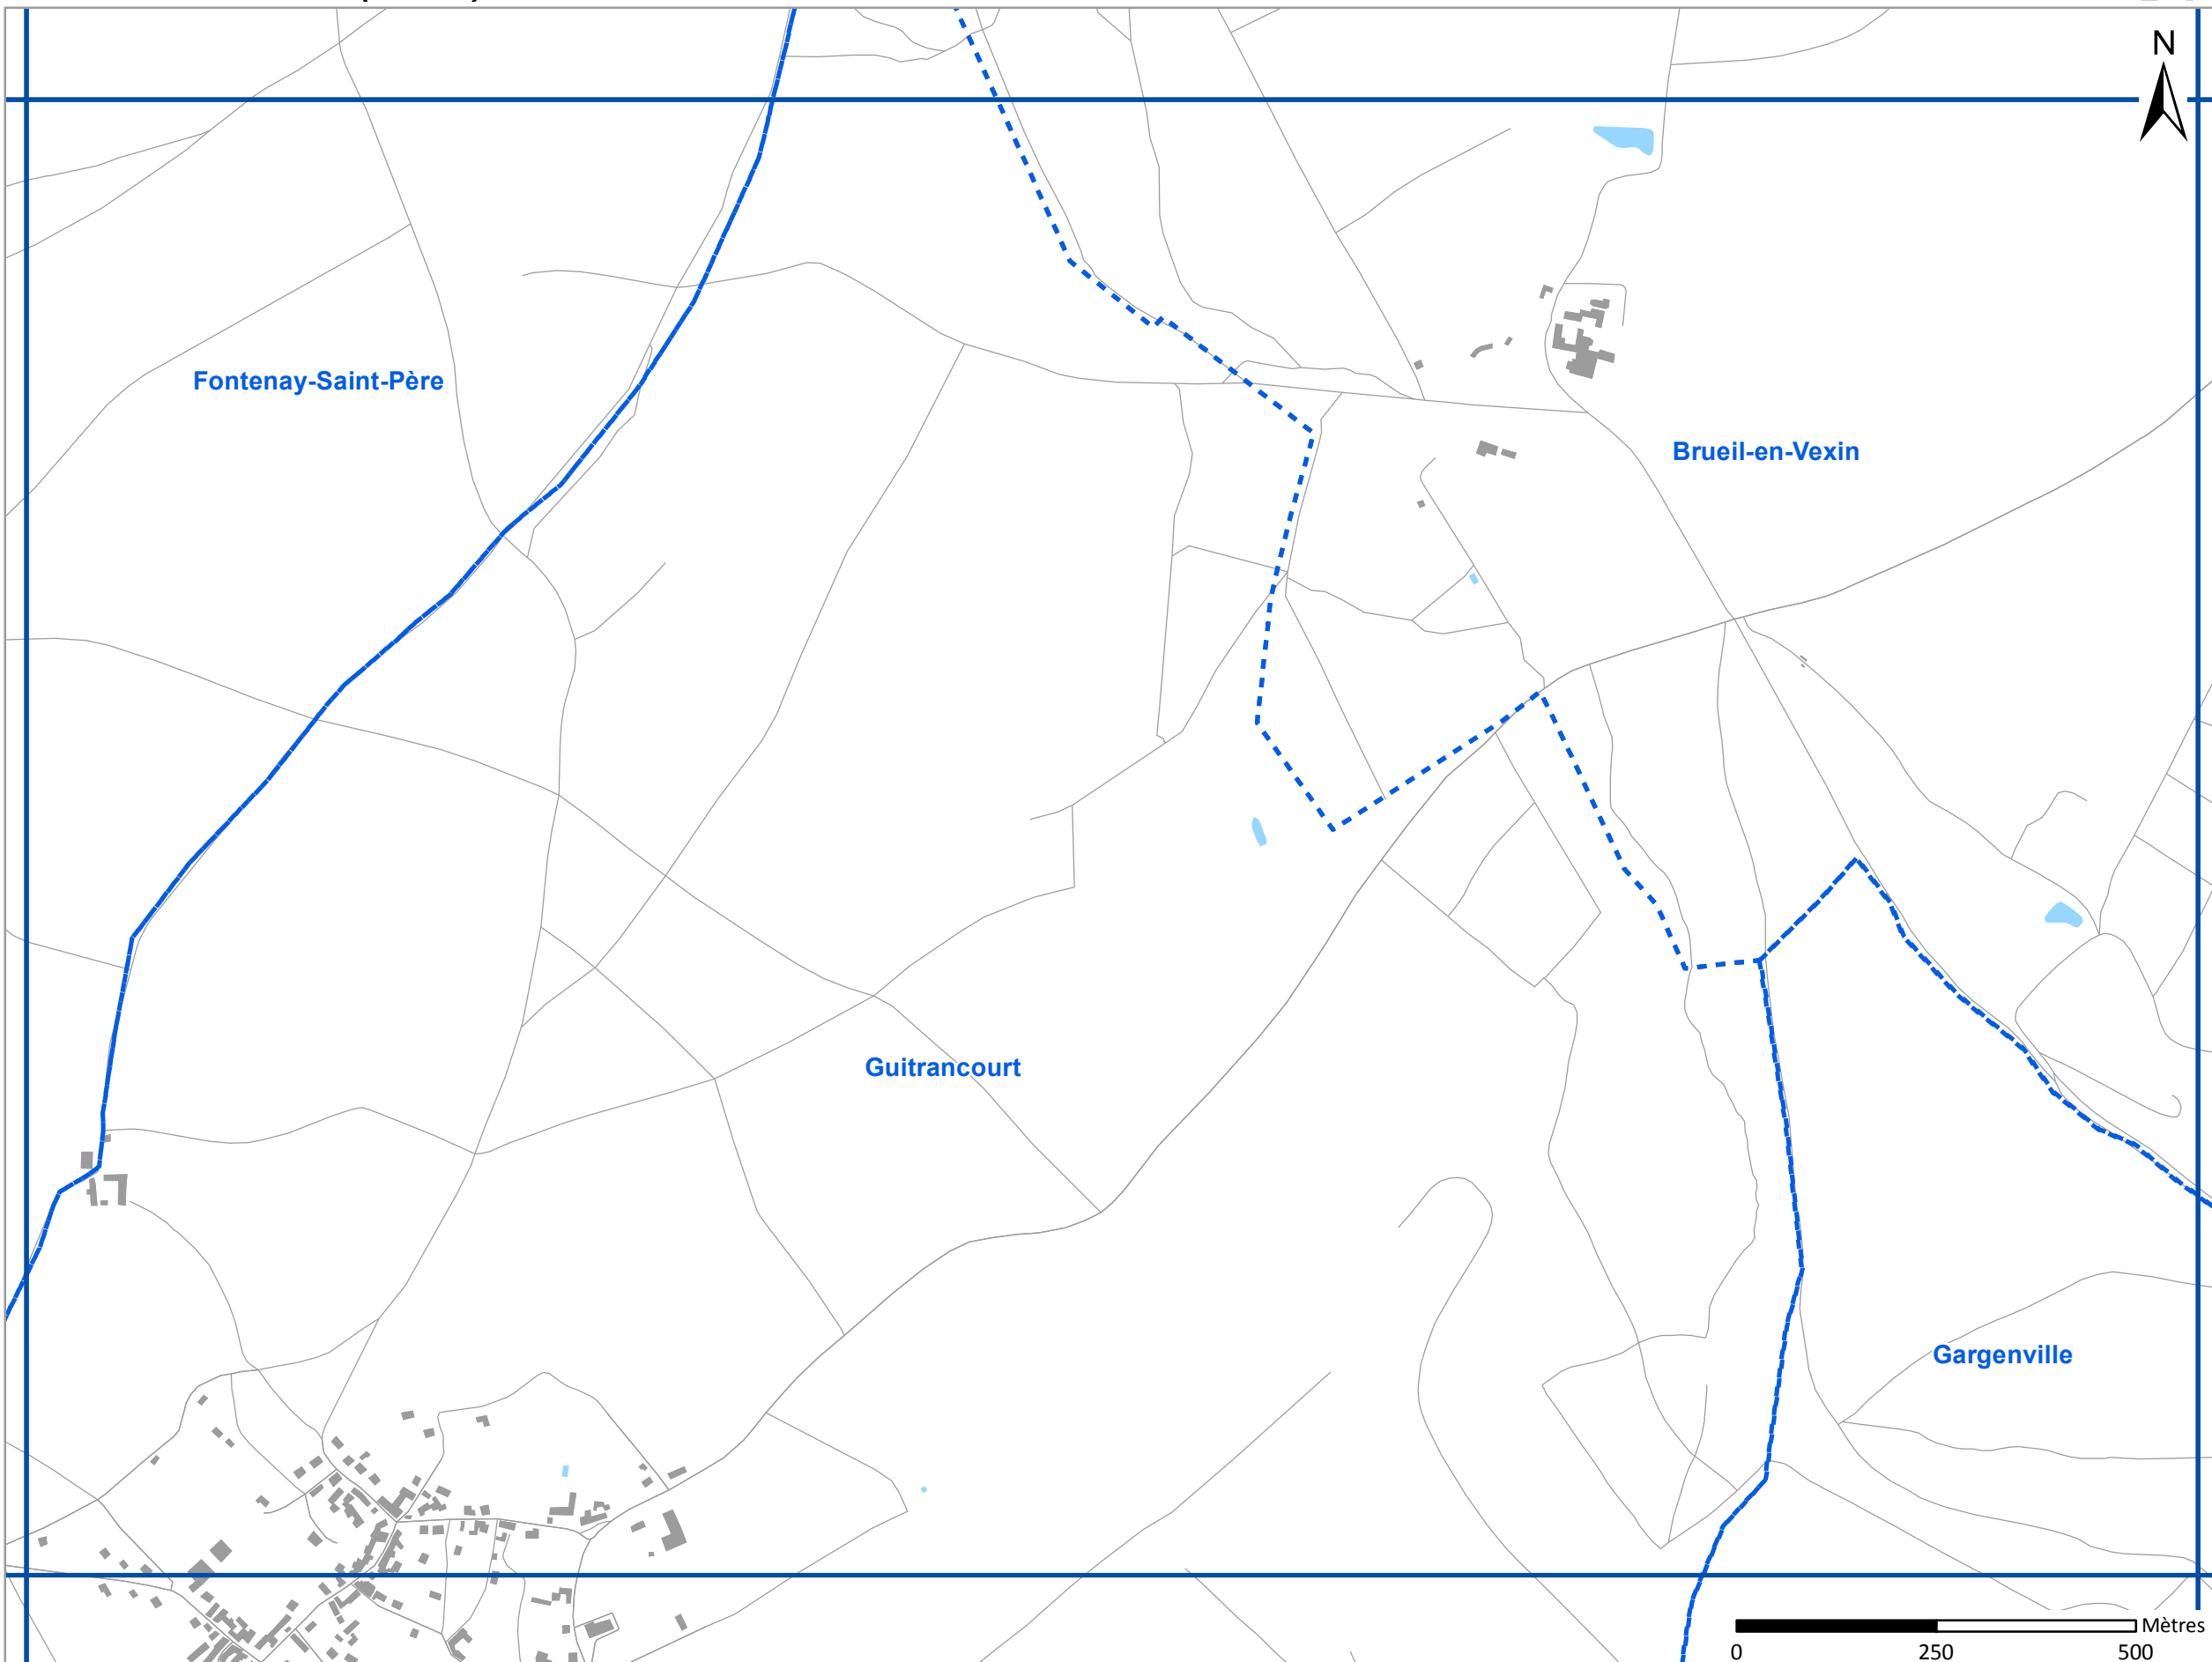 N
Fontenay-Saint-Père
Brueil-en-Vexin
Guitrancourt
Gargenville
Mètres
0 250 500